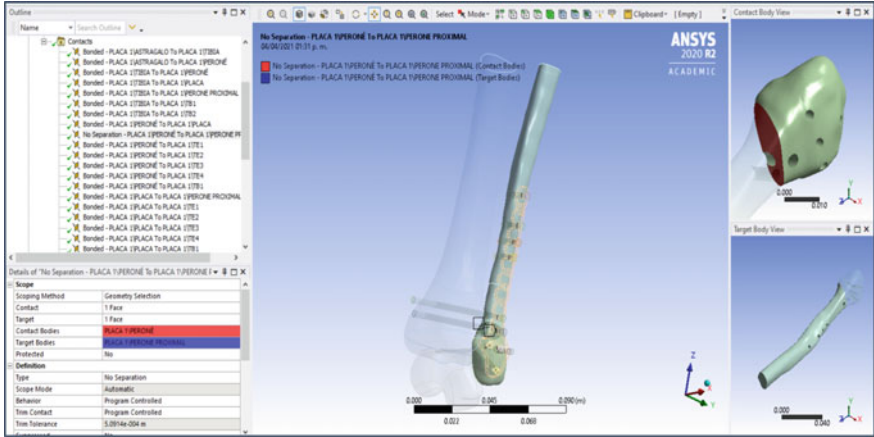 Outline
Name
Search Outline
Contacts
Bonded - PLACA 1\ASTRAGALO To PLACA 1\TIBIA
Bonded - PLACA 1\ASTRAGALO To PLACA 1\PERONÉ
Bonded - PLACA 1\TIBIA To PLACA 1\PERONÉ
Bonded - PLACA 1\TIBIA To PLACA 1\PLACA
Bonded - PLACA 1\TIBIA To PLACA 1\PERONE PROXIMAL
Bonded - PLACA 1\TIBIA To PLACA 1\TB1
Bonded - PLACA 1\TIBIA To PLACA 1\TB2
Bonded - PLACA 1\PERONÉ To PLACA 1\PLACA
No Separation - PLACA 1\PERONÉ To PLACA 1\PERONE PR
Bonded - PLACA 1\PERONÉ To PLACA 1\TE1
Bonded - PLACA 1\PERONÉ To PLACA 1\TE2
Bonded - PLACA 1\PERONÉ To PLACA 1\TE3
Bonded - PLACA 1\PERONÉ To PLACA 1\TE4
Bonded - PLACA 1\PERONÉ To PLACA 1\TB1
Bonded - PLACA 1\PLACA To PLACA 1\PERONE PROXIMAL
Bonded - PLACA 1\PLACA To PLACA 1\TE1
Bonded - PLACA 1\PLACA To PLACA 1\TE2
Bonded - PLACA 1\PLACA To PLACA 1\TE3
Bonded - PLACA 1\PLACA To PLACA 1\TE4
Bonded - PLACA 1\PLACA To PLACA 1\TB1
Details of "No Separation - PLACA 1\PERONÉ To PLACA 1\PERONE
Scope
Scoping Method Geometry Selection
Contact 1 Face
Target 1 Face
Contact Bodies PLACA 1\PERONÉ
Target Bodies PLACA 1\PERONE PROXIMAL
Protected No
Definition
Type No Separation
Scope Mode Automatic
Behavior Program Controlled
Trim Contact Program Controlled
Trim Tolerance 5.0914e-004 m
Select Mode Clipboard [ Empty ]
No Separation - PLACA 1\PERONÉ To PLACA 1\PERONE PROXIMAL
04/04/2021 01:31 p. m.
No Separation - PLACA 1\PERONÉ To PLACA 1\PERONE PROXIMAL (Contact Bodies)
No Separation - PLACA 1\PERONÉ To PLACA 1\PERONE PROXIMAL (Target Bodies)
ANSYS
2020 R2
ACADEMIC
0.000 0.045 0.090 (m)
0.022 0.068
Z
X
Y
Contact Body View
0.000
0.010
Y
Z X
Target Body View
0.000
0.040
Y
Z X